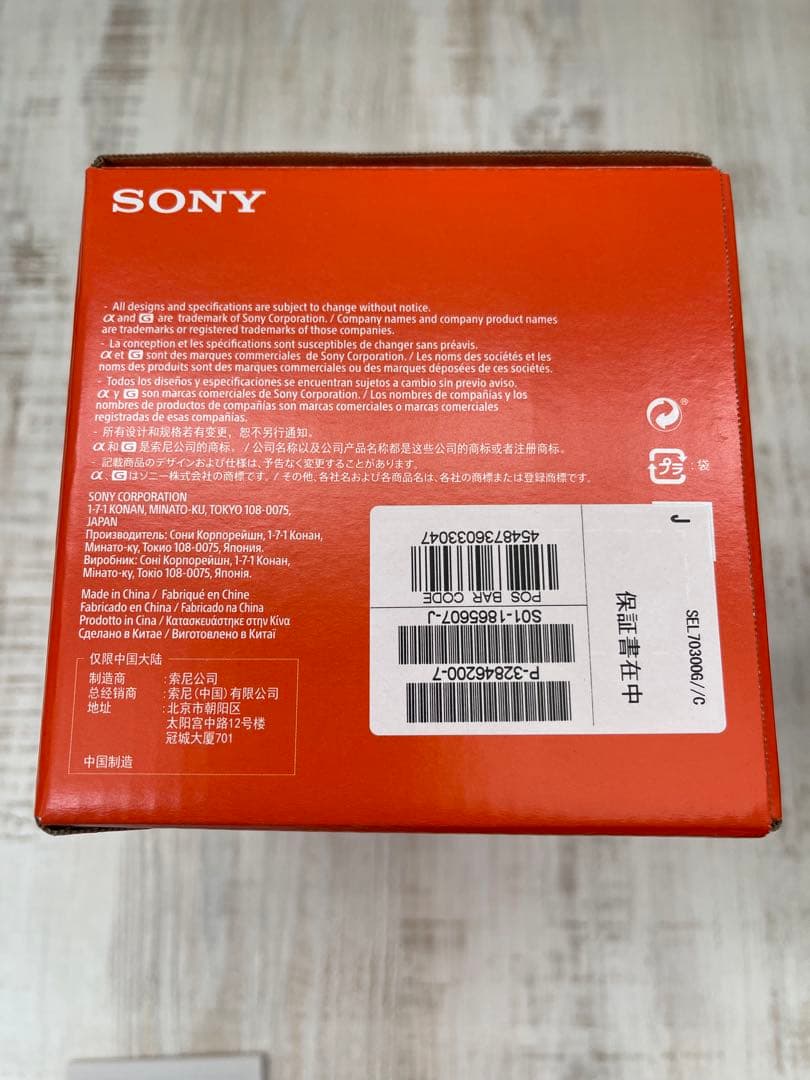 SONY
- All designs and specifications are subject to change without notice.
α and G are trademark of Sony Corporation. / Company names and company product names
are trademarks or registered trademarks of those companies.
- La conception et les spécifications sont susceptibles de changer sans préavis.
α et G sont des marques commerciales de Sony Corporation. / Les noms des sociétés et les
noms des produits sont des marques commerciales ou des marques déposées de ces sociétés.
- Todos los diseños y especificaciones se encuentran sujetos a cambio sin previo aviso.
α y G son marcas comerciales de Sony Corporation. / Los nombres de compañías y los
nombres de productos de compañías son marcas comerciales o marcas comerciales
registradas de esas compañías.
- 所有设计和规格若有变更，恕不另行通知。
α 和 G 是索尼公司的商标。 / 公司名称以及公司产品名称都是这些公司的商标或者注册商标。
- 記載商品のデザインおよび仕様は、予告なく変更することがあります。
α、Gはソニー株式会社の商標です。 / その他、各社名および各商品名は、各社の商標または登録商標です。
プラ : 袋
SONY CORPORATION
1-7-1 KONAN, MINATO-KU, TOKYO 108-0075,
JAPAN
Производитель: Сони Корпорейшн, 1-7-1 Конан,
Минато-ку, Токио 108-0075, Япония.
Виробник: Соні Корпорейшн, 1-7-1 Конан,
Мінато-ку, Токіо 108-0075, Японія.
Made in China / Fabriqué en Chine
Fabricado en China / Fabricado na China
Prodotto in Cina / Κατασκευάστηκε στην Κίνα
Сделано в Китае / Виготовлено в Китаї
仅限中国大陆
制造商 : 索尼公司
总经销商 : 索尼(中国)有限公司
地址 : 北京市朝阳区
太阳宫中路12号楼
冠城大厦701
中国制造
J
SEL70300G//C
保証書在中
P-32846200-7
S01-1865607-J
POS BAR CODE
4548736033047